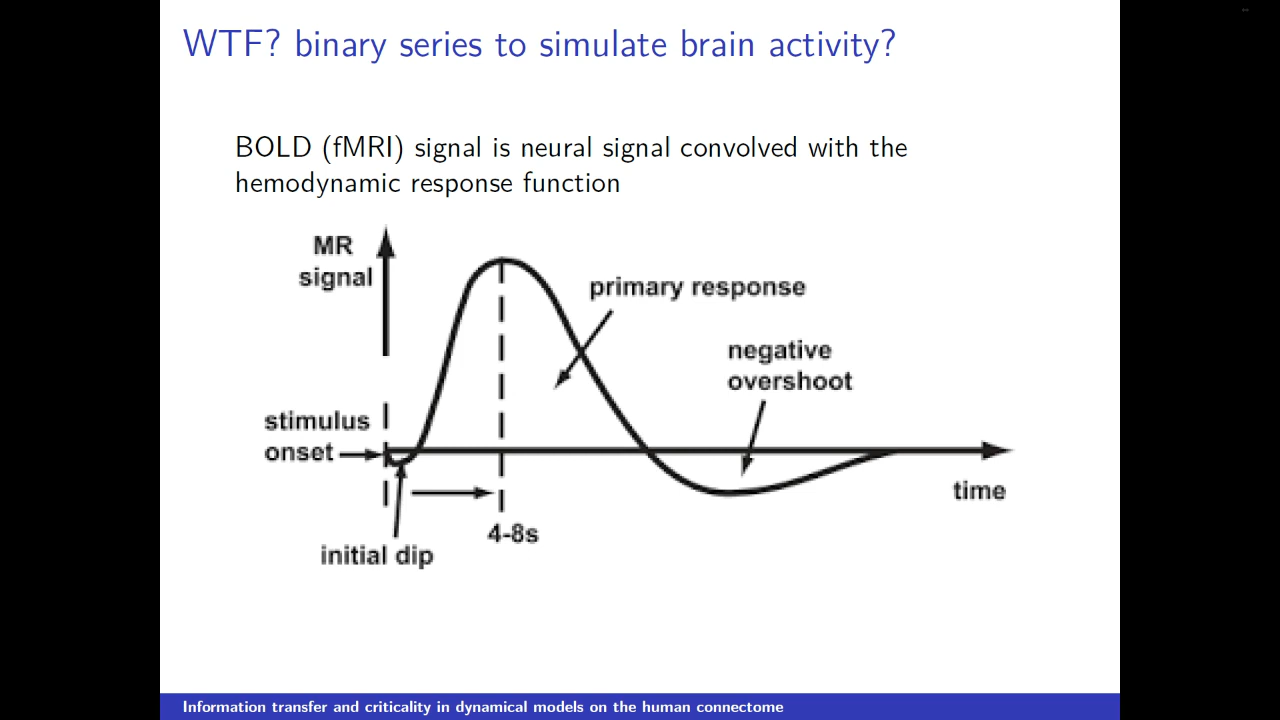 WTF? binary series to simulate brain activity?
BOLD (fMRI) signal is neural signal convolved with the
hemodynamic response function
MR
signal
primary response
negative
overshoot
stimulus
onset
time
4-8s
initial dip
Information transfer and criticality in dynamical models on the human connectome